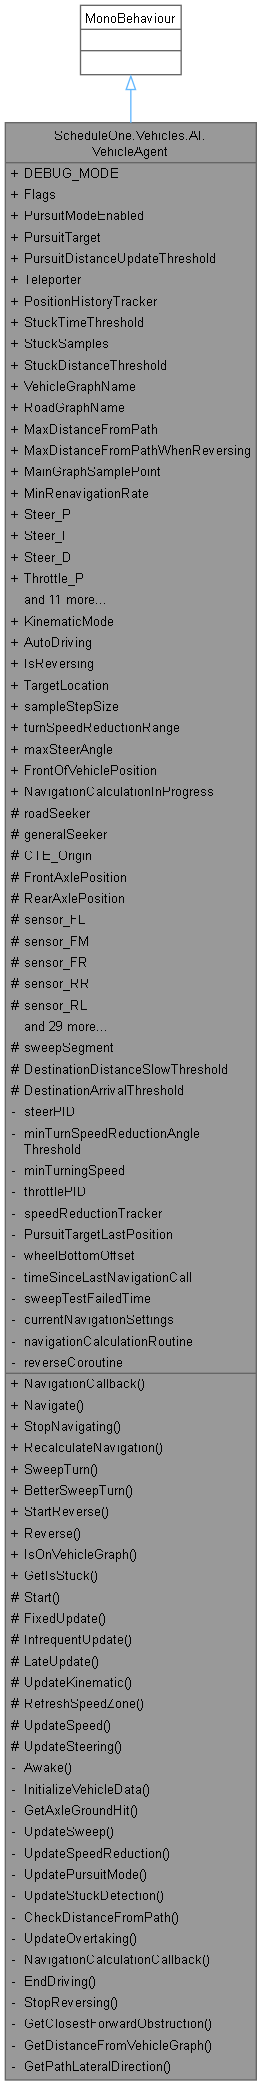 MonoBehaviour
ScheduleOne.Vehicles.AI.
VehicleAgent
+ DEBUG_MODE
+ Flags
+ PursuitModeEnabled
+ PursuitTarget
+ PursuitDistanceUpdateThreshold
+ Teleporter
+ PositionHistoryTracker
+ StuckTimeThreshold
+ StuckSamples
+ StuckDistanceThreshold
+ VehicleGraphName
+ RoadGraphName
+ MaxDistanceFromPath
+ MaxDistanceFromPathWhenReversing
+ MainGraphSamplePoint
+ MinRenavigationRate
+ Steer_P
+ Steer_I
+ Steer_D
+ Throttle_P
and 11 more...
+ KinematicMode
+ AutoDriving
+ IsReversing
+ TargetLocation
+ sampleStepSize
+ turnSpeedReductionRange
+ maxSteerAngle
+ FrontOfVehiclePosition
+ NavigationCalculationInProgress
# roadSeeker
# generalSeeker
# CTE_Origin
# FrontAxlePosition
# RearAxlePosition
# sensor_FL
# sensor_FM
# sensor_FR
# sensor_RR
# sensor_RL
and 29 more...
# sweepSegment
# DestinationDistanceSlowThreshold
# DestinationArrivalThreshold
- steerPID
- minTurnSpeedReductionAngle
Threshold
- minTurningSpeed
- throttlePID
- speedReductionTracker
- PursuitTargetLastPosition
- wheelBottomOffset
- timeSinceLastNavigationCall
- sweepTestFailedTime
- currentNavigationSettings
- navigationCalculationRoutine
- reverseCoroutine
+ NavigationCallback()
+ Navigate()
+ StopNavigating()
+ RecalculateNavigation()
+ SweepTurn()
+ BetterSweepTurn()
+ StartReverse()
+ Reverse()
+ IsOnVehicleGraph()
+ GetIsStuck()
# Start()
# FixedUpdate()
# InfrequentUpdate()
# LateUpdate()
# UpdateKinematic()
# RefreshSpeedZone()
# UpdateSpeed()
# UpdateSteering()
- Awake()
- InitializeVehicleData()
- GetAxleGroundHit()
- UpdateSweep()
- UpdateSpeedReduction()
- UpdatePursuitMode()
- UpdateStuckDetection()
- CheckDistanceFromPath()
- UpdateOvertaking()
- NavigationCalculationCallback()
- EndDriving()
- StopReversing()
- GetClosestForwardObstruction()
- GetDistanceFromVehicleGraph()
- GetPathLateralDirection()